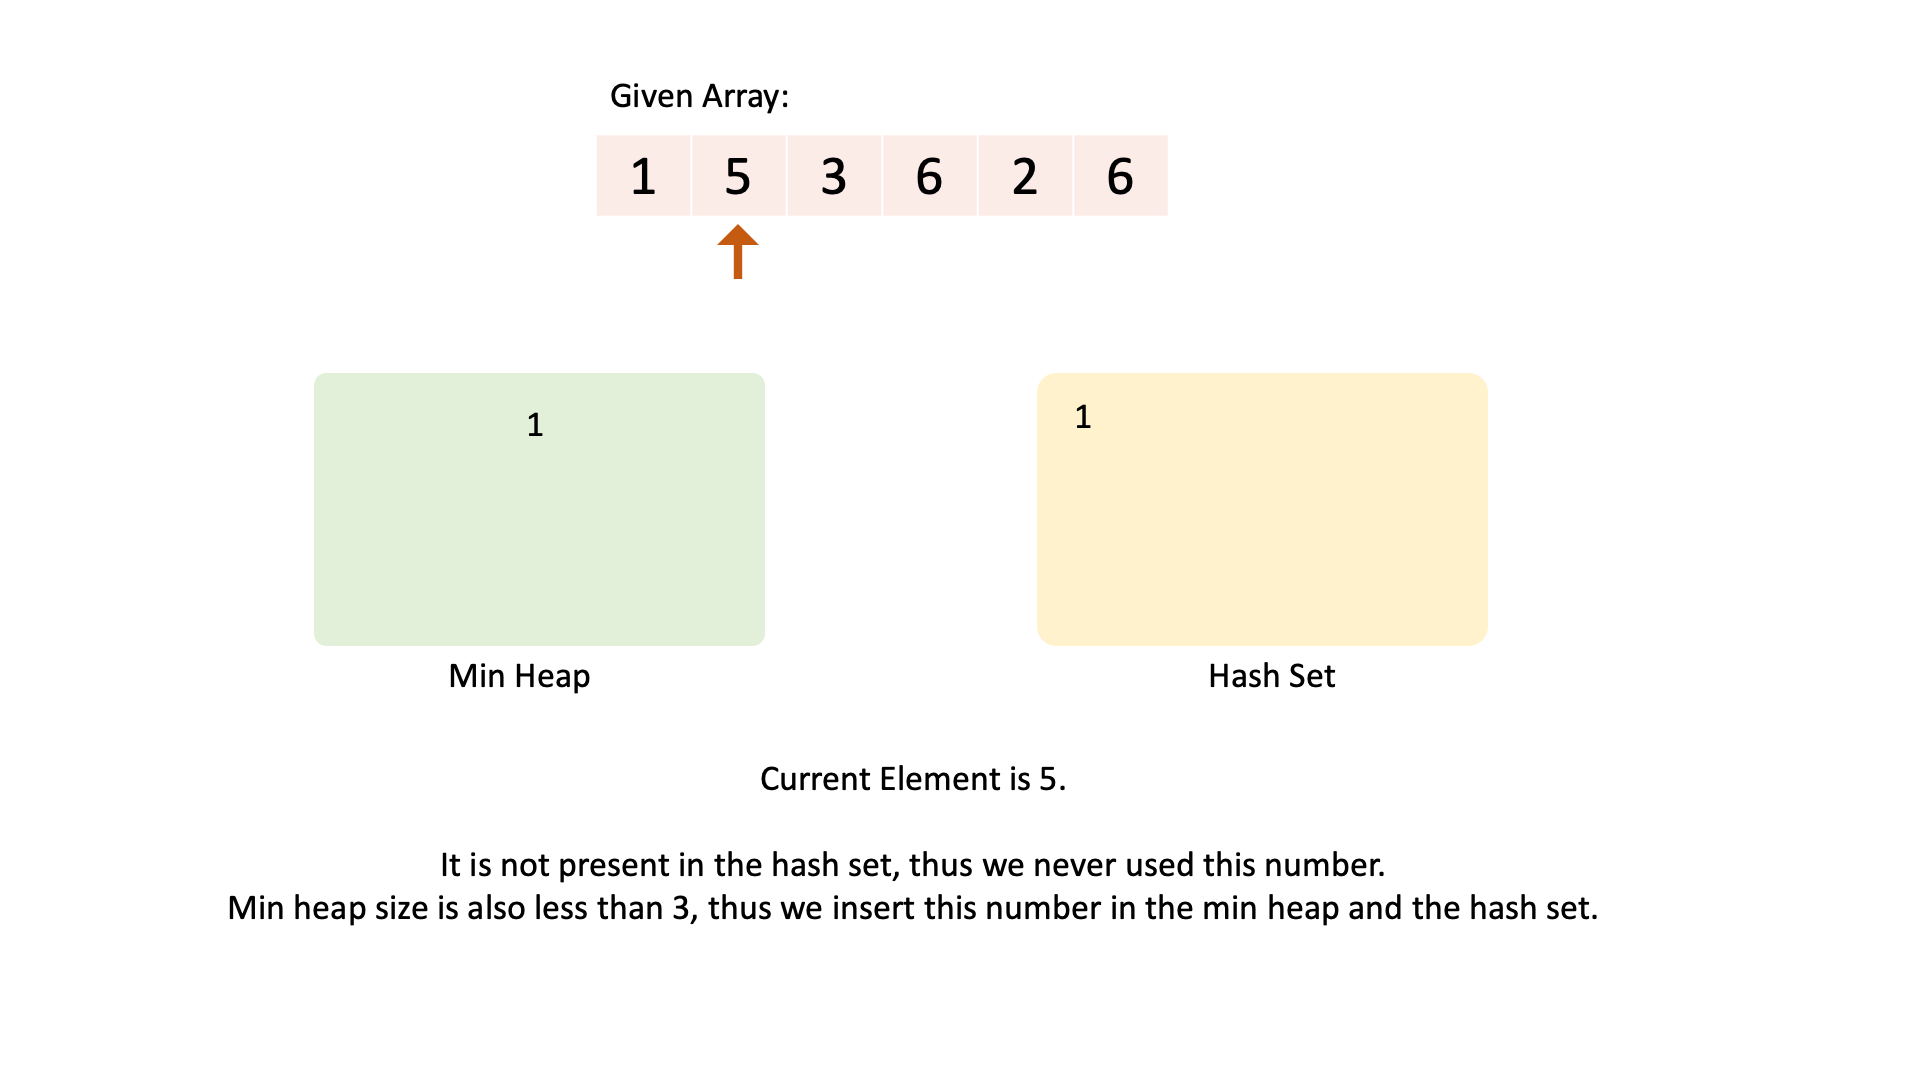 Given Array:
1 5 3 6 2 6
1
1
Min Heap
Hash Set
Current Element is 5.
It is not present in the hash set, thus we never used this number.
Min heap size is also less than 3, thus we insert this number in the min heap and the hash set.